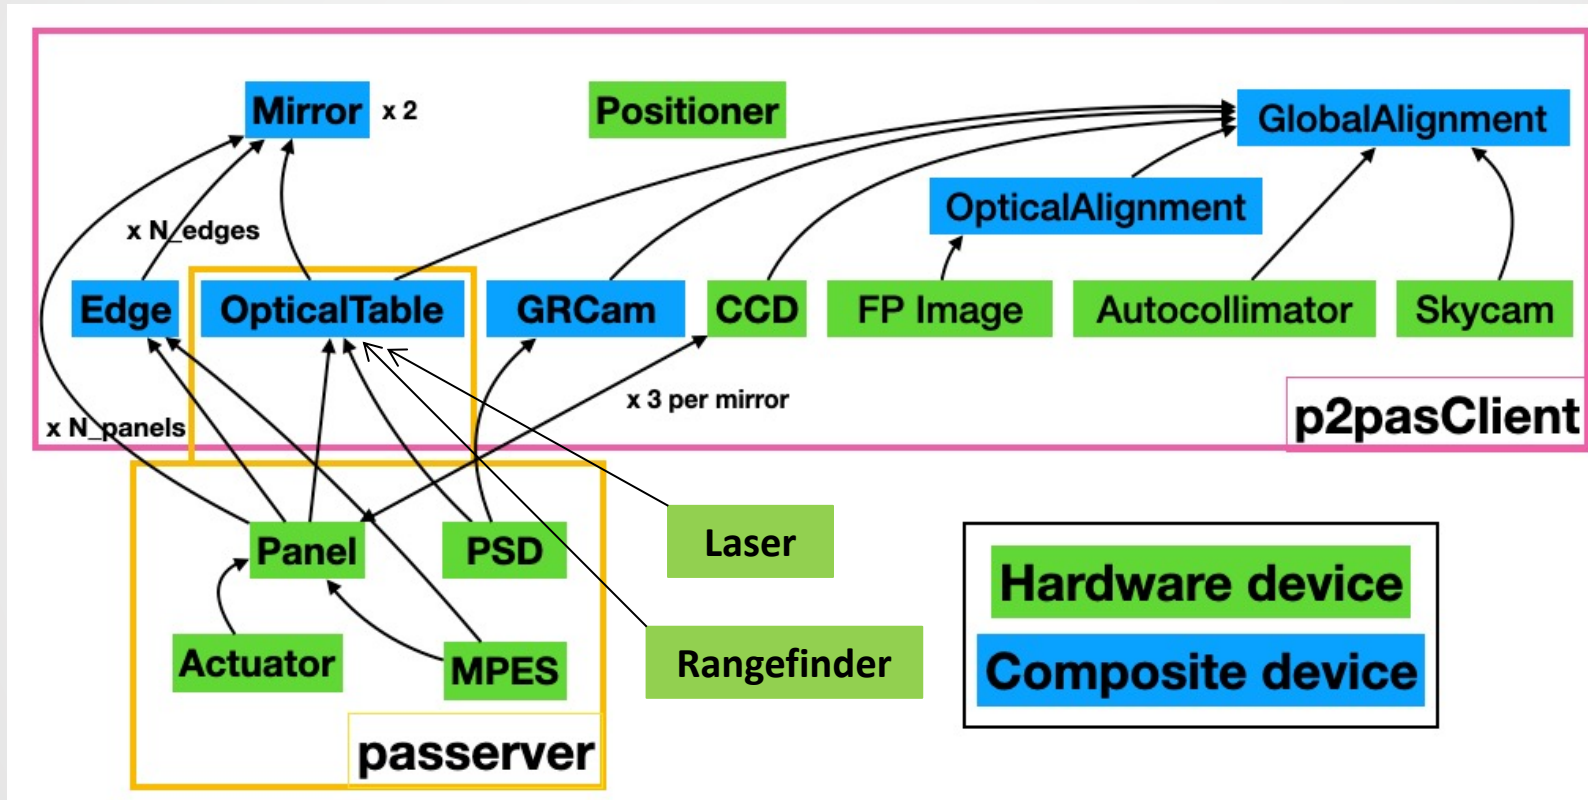 Mirror
x 2
Positioner
GlobalAlignment
OpticalAlignment
x N_edges
Edge
OpticalTable
GRCam
CCD
FP Image
Autocollimator
Skycam
x 3 per mirror
x N_panels
p2pasClient
Panel
PSD
Laser
Hardware device
Actuator
MPES
Rangefinder
Composite device
passerver